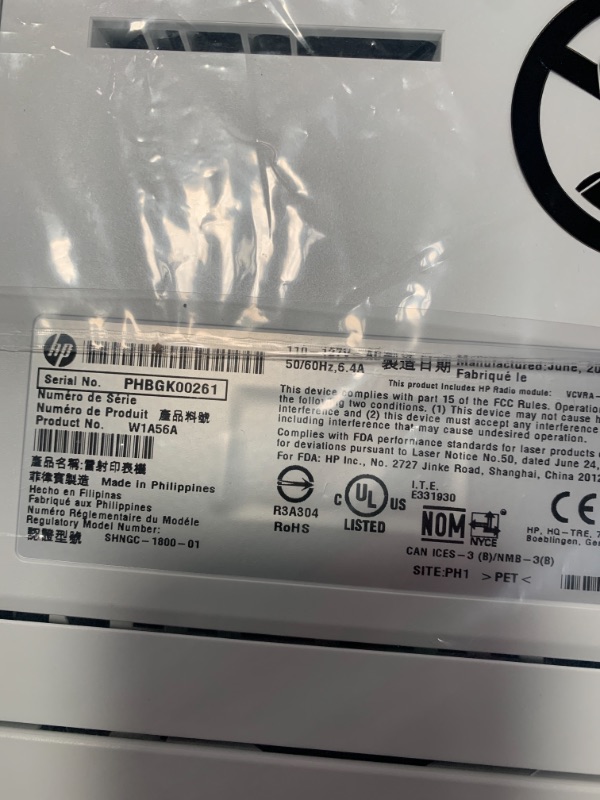 hp
110-127V
50/60Hz, 6.4A
製造日期 Manufactured: June, 20
Fabriqué le
Serial No. PHBGK00261
Numéro de Série
Número de Produit 產品料號
Product No. W1A56A
產品名稱:雷射印表機
菲律賓製造 Made in Philippines
Hecho en Filipinas
Fabriqué aux Philippines
Numéro Réglementaire du Modèle
Regulatory Model Number:
認證型號 SHNGC-1800-01
This product includes HP Radio module: VCVRA-
This device complies with part 15 of the FCC Rules. Operation
the following two conditions. (1) This device may not cause h
Interference and (2) this device must accept any interference
including interference that may cause undesired operation.
Complies with FDA performance standards for laser products
for deviations pursuant to Laser Notice No.50, dated June 24,
For FDA: HP Inc., No. 2727 Jinke Road, Shanghai, China 2012
R3A304
RoHS
C UL US
LISTED
I.T.E.
E331930
NOM
NYCE
CE
HP, HQ-TRE, 7
Boeblingen, Ger
CAN ICES-3 (B)/NMB-3(B)
SITE:PH1 >PET<